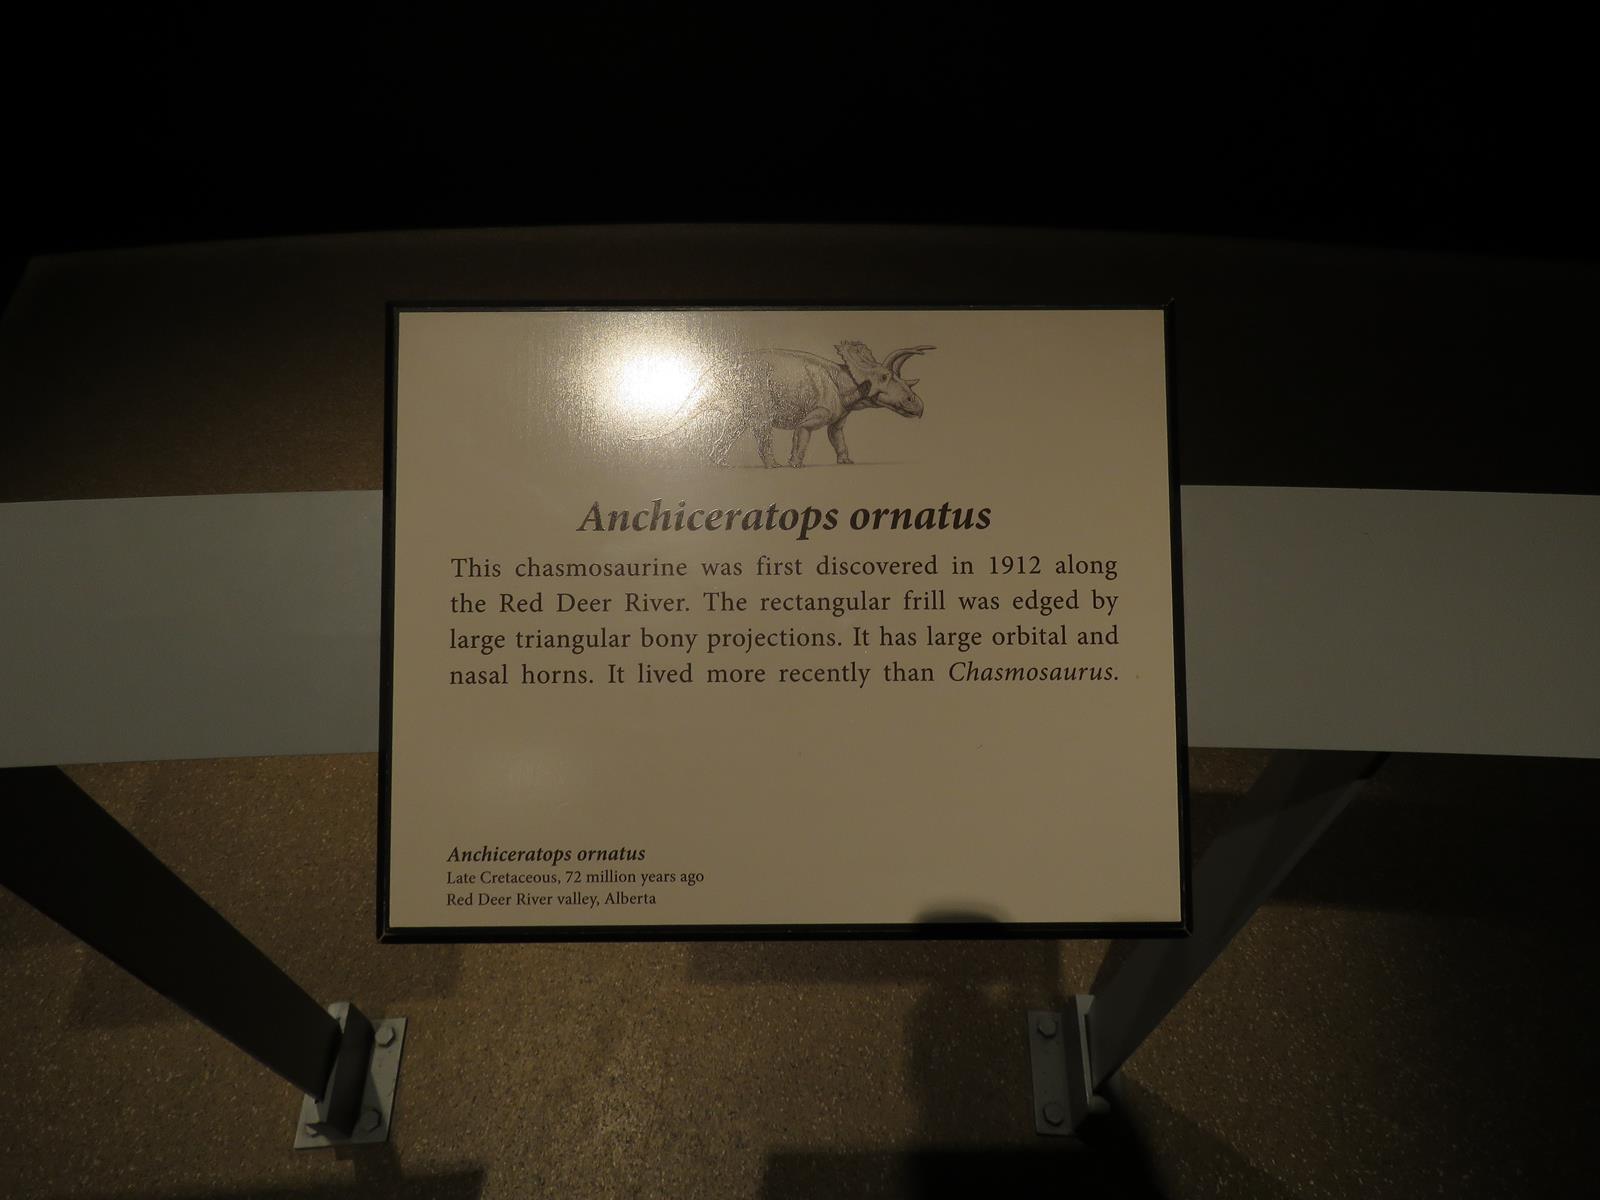 Anchiceratops ornatus
This chasmosaurine was first discovered in 1912 along
the Red Deer River. The rectangular frill was edged by
large triangular bony projections. It has large orbital and
nasal horns. It lived more recently than Chasmosaurus.
Anchiceratops ornatus
Late Cretaceous, 72 million years ago
Red Deer River valley, Alberta